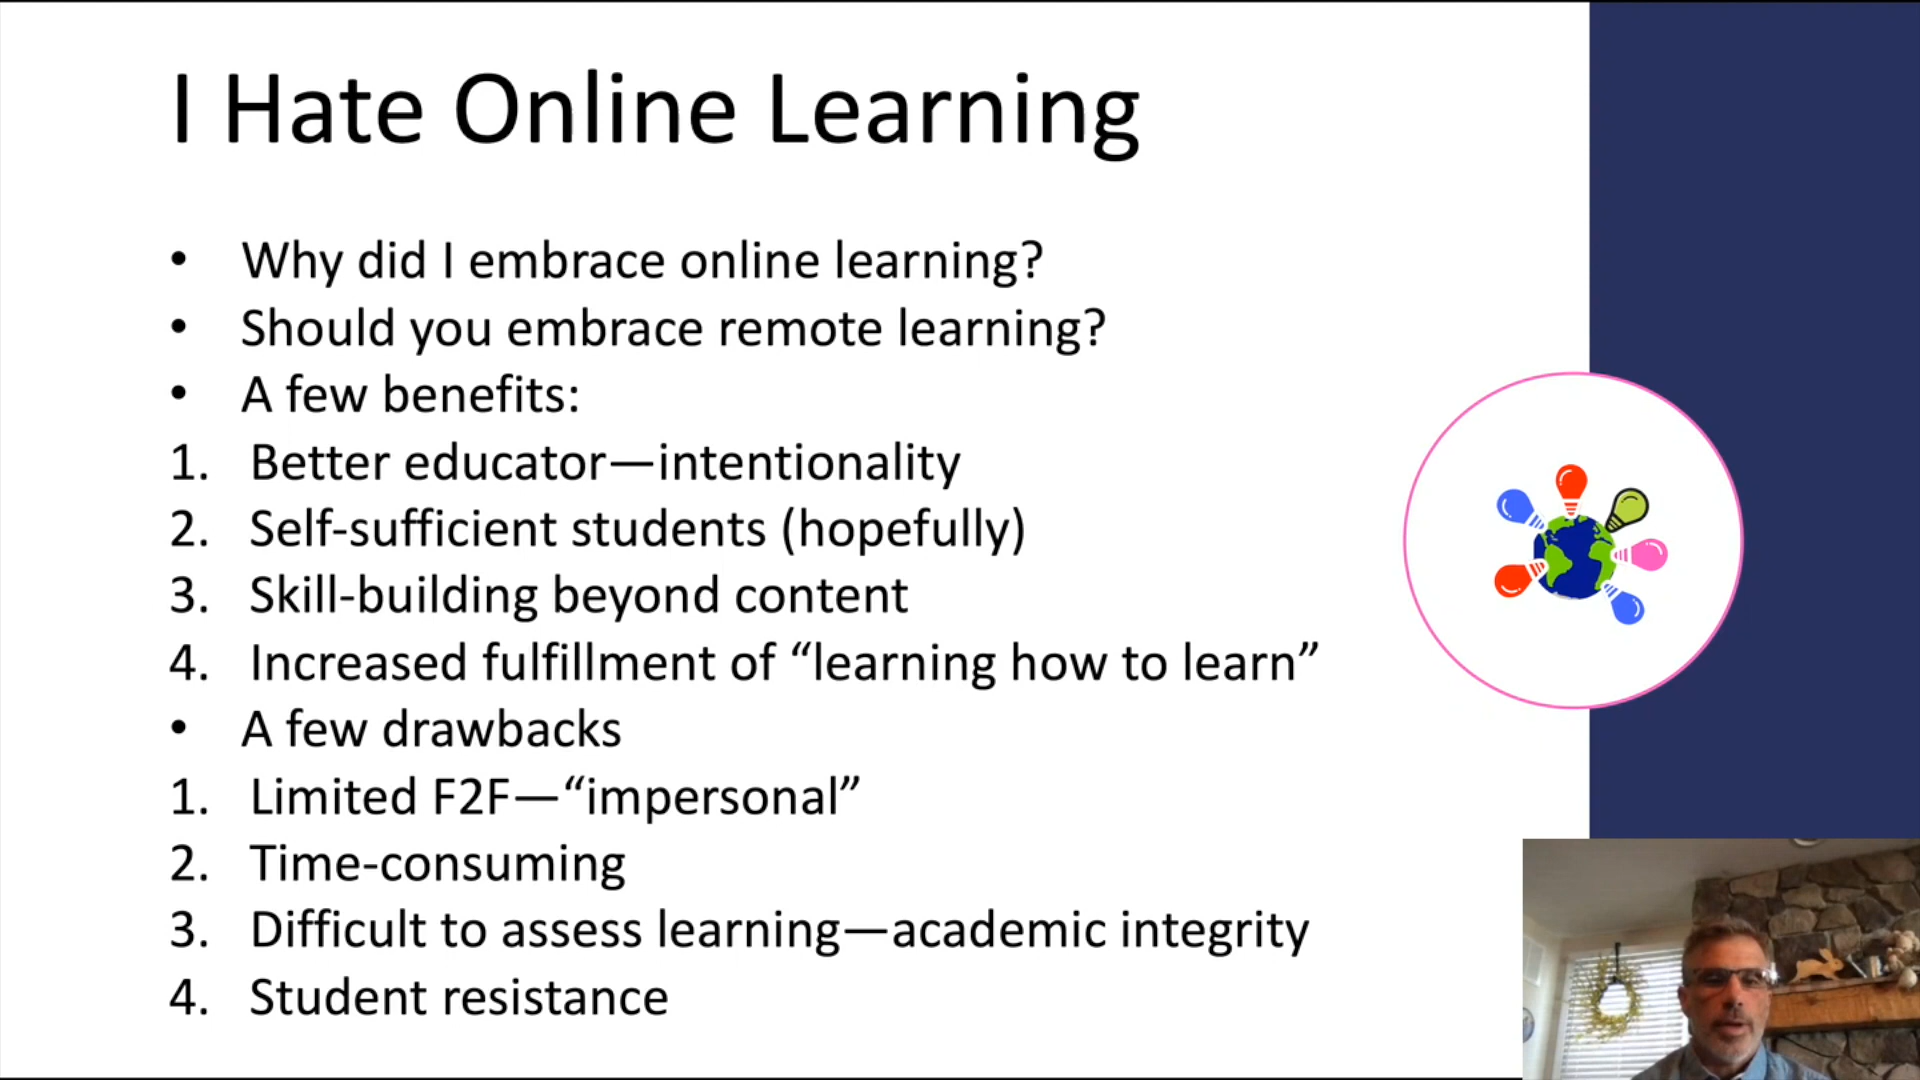 I Hate Online Learning
• Why did I embrace online learning?
• Should you embrace remote learning?
• A few benefits:
1. Better educator—intentionality
2. Self-sufficient students (hopefully)
3. Skill-building beyond content
4. Increased fulfillment of “learning how to learn”
• A few drawbacks
1. Limited F2F—“impersonal”
2. Time-consuming
3. Difficult to assess learning—academic integrity
4. Student resistance